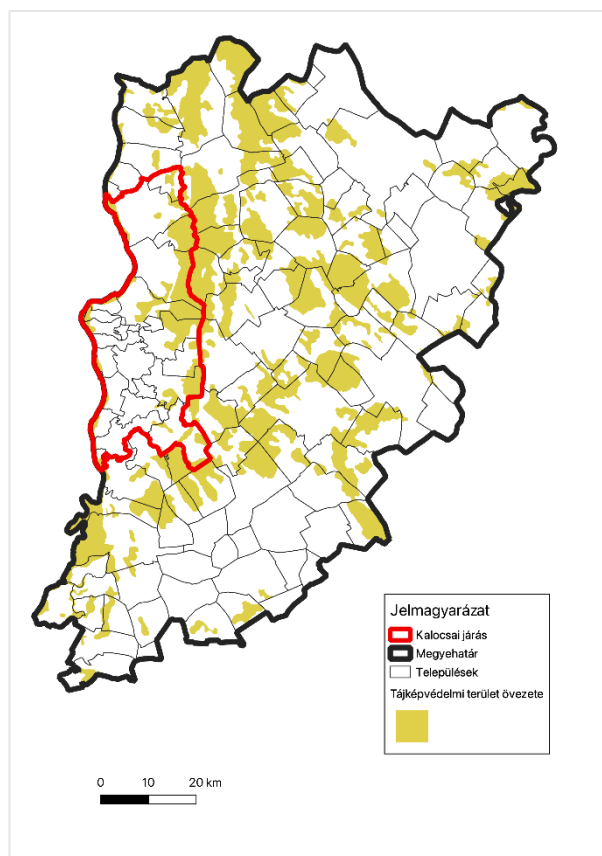 Jelmagyarázat
Kalocsai járás
Megyehatár
Települések
Tájképvédelmi terület övezete
0 10 20 km